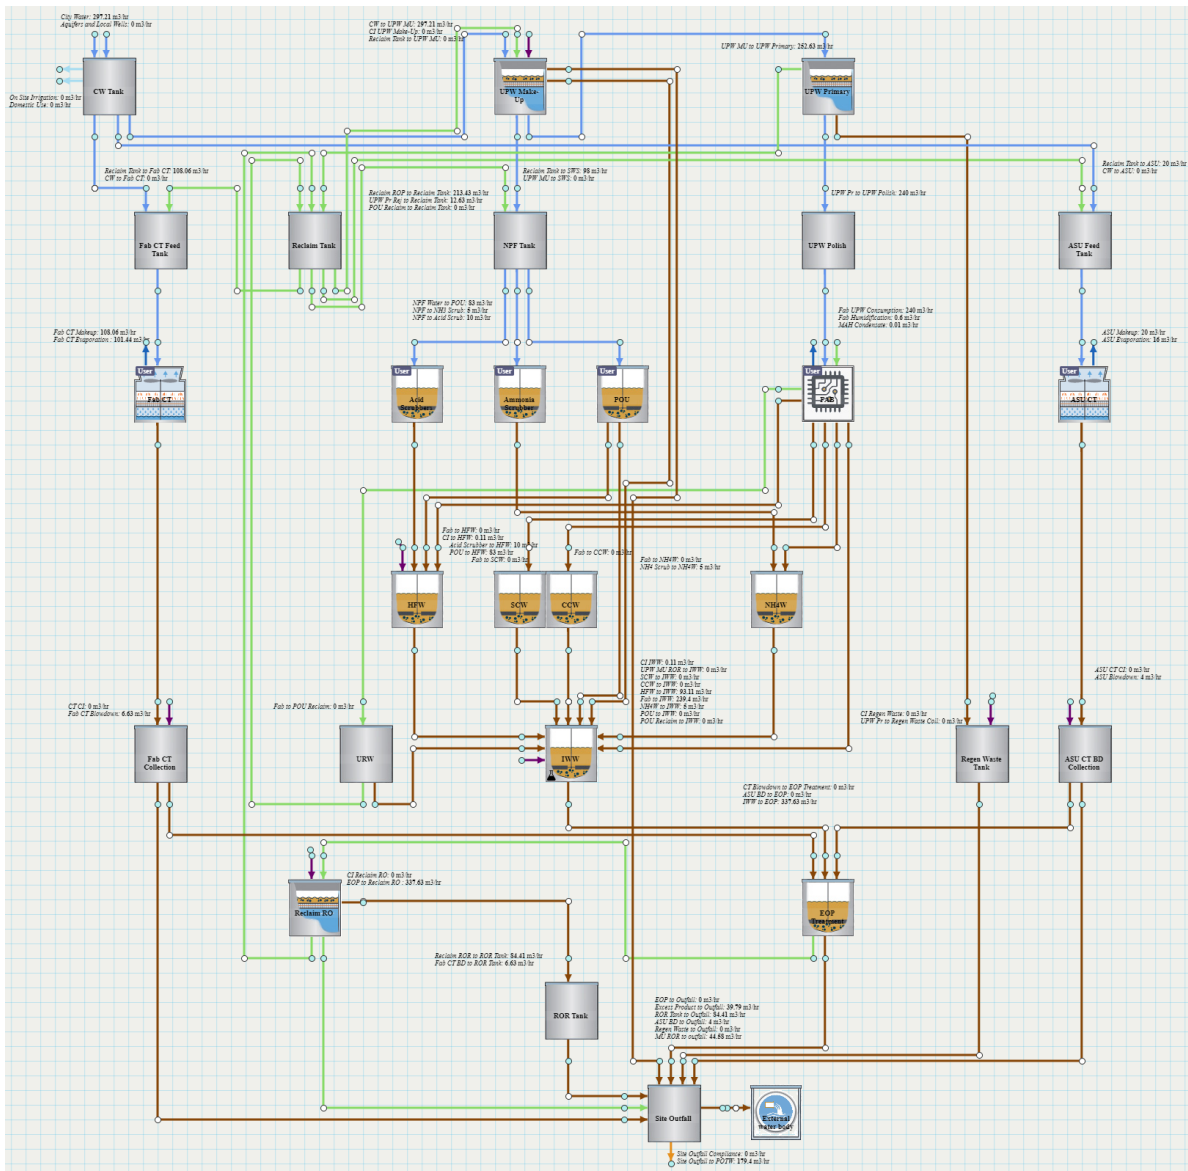 City Water: 297.21 m3/hr
Aquifers and Local Wells: 0 m3/hr
CW to UPW MU: 297.21 m3/hr
CI UPW Make-Up: 0 m3/hr
Reclaim Tank to UPW MU: 0 m3/hr
UPW MU to UPW Primary: 252.63 m3/hr
CW Tank
UPW Make-Up
UPW Primary
On Site Irrigation: 0 m3/hr
Domestic Use: 0 m3/hr
Reclaim Tank to Fab CT: 108.06 m3/hr
CW to Fab CT: 0 m3/hr
Reclaim Tank to SWS: 98 m3/hr
UPW MU to SWS: 0 m3/hr
Reclaim Tank to ASU: 20 m3/hr
CW to ASU: 0 m3/hr
Reclaim ROP to Reclaim Tank: 213.43 m3/hr
UPW Pr Rej to Reclaim Tank: 12.63 m3/hr
POU Reclaim to Reclaim Tank: 0 m3/hr
UPW Pr to UPW Polish: 240 m3/hr
Fab CT Feed Tank
Reclaim Tank
NPF Tank
UPW Polish
ASU Feed Tank
NPF Water to POU: 83 m3/hr
NPF to NH3 Scrub: 5 m3/hr
NPF to Acid Scrub: 10 m3/hr
Fab UPW Consumption: 240 m3/hr
Fab Humidification: 0.6 m3/hr
MAH Condensate: 0.01 m3/hr
Fab CT Makeup: 108.06 m3/hr
Fab CT Evaporation : 101.44 m3/hr
ASU Makeup: 20 m3/hr
ASU Evaporation: 16 m3/hr
User
User
User
User
User
User
Fab CT
Acid Scrubbers
Ammonia Scrubber
POU
FAB
ASU CT
Fab to HFW: 0 m3/hr
CI to HFW: 0.11 m3/hr
Acid Scrubber to HFW: 10 m3/hr
POU to HFW: 83 m3/hr
Fab to SCW: 0 m3/hr
Fab to CCW: 0 m3/hr
Fab to NH4W: 0 m3/hr
NH4 Scrub to NH4W: 5 m3/hr
HFW
SCW
CCW
NH4W
CI IWW: 0.11 m3/hr
UPW MU ROR to IWW: 0 m3/hr
SCW to IWW: 0 m3/hr
CCW to IWW: 0 m3/hr
HFW to IWW: 93.11 m3/hr
Fab to IWW: 239.4 m3/hr
NH4W to IWW: 5 m3/hr
POU to IWW: 0 m3/hr
POU Reclaim to IWW: 0 m3/hr
ASU CT CI: 0 m3/hr
ASU Blowdown: 4 m3/hr
CT CI: 0 m3/hr
Fab CT Blowdown: 6.63 m3/hr
Fab to POU Reclaim: 0 m3/hr
CI Regen Waste: 0 m3/hr
UPW Pr to Regen Waste Coll: 0 m3/hr
Fab CT Collection
URW
IWW
Regen Waste Tank
ASU CT BD Collection
CT Blowdown to EOP Treatment: 0 m3/hr
ASU BD to EOP: 0 m3/hr
IWW to EOP: 337.63 m3/hr
CI Reclaim RO: 0 m3/hr
EOP to Reclaim RO : 337.63 m3/hr
Reclaim RO
EOP Treatment
Reclaim ROR to ROR Tank: 84.41 m3/hr
Fab CT BD to ROR Tank: 6.63 m3/hr
ROR Tank
EOP to Outfall: 0 m3/hr
Excess Product to Outfall: 39.79 m3/hr
ROR Tank to Outfall: 84.41 m3/hr
ASU BD to Outfall: 4 m3/hr
Regen Waste to Outfall: 0 m3/hr
MU ROR to outfall: 44.58 m3/hr
Site Outfall
External water body
Site Outfall Compliance: 0 m3/hr
Site Outfall to POTW: 179.4 m3/hr